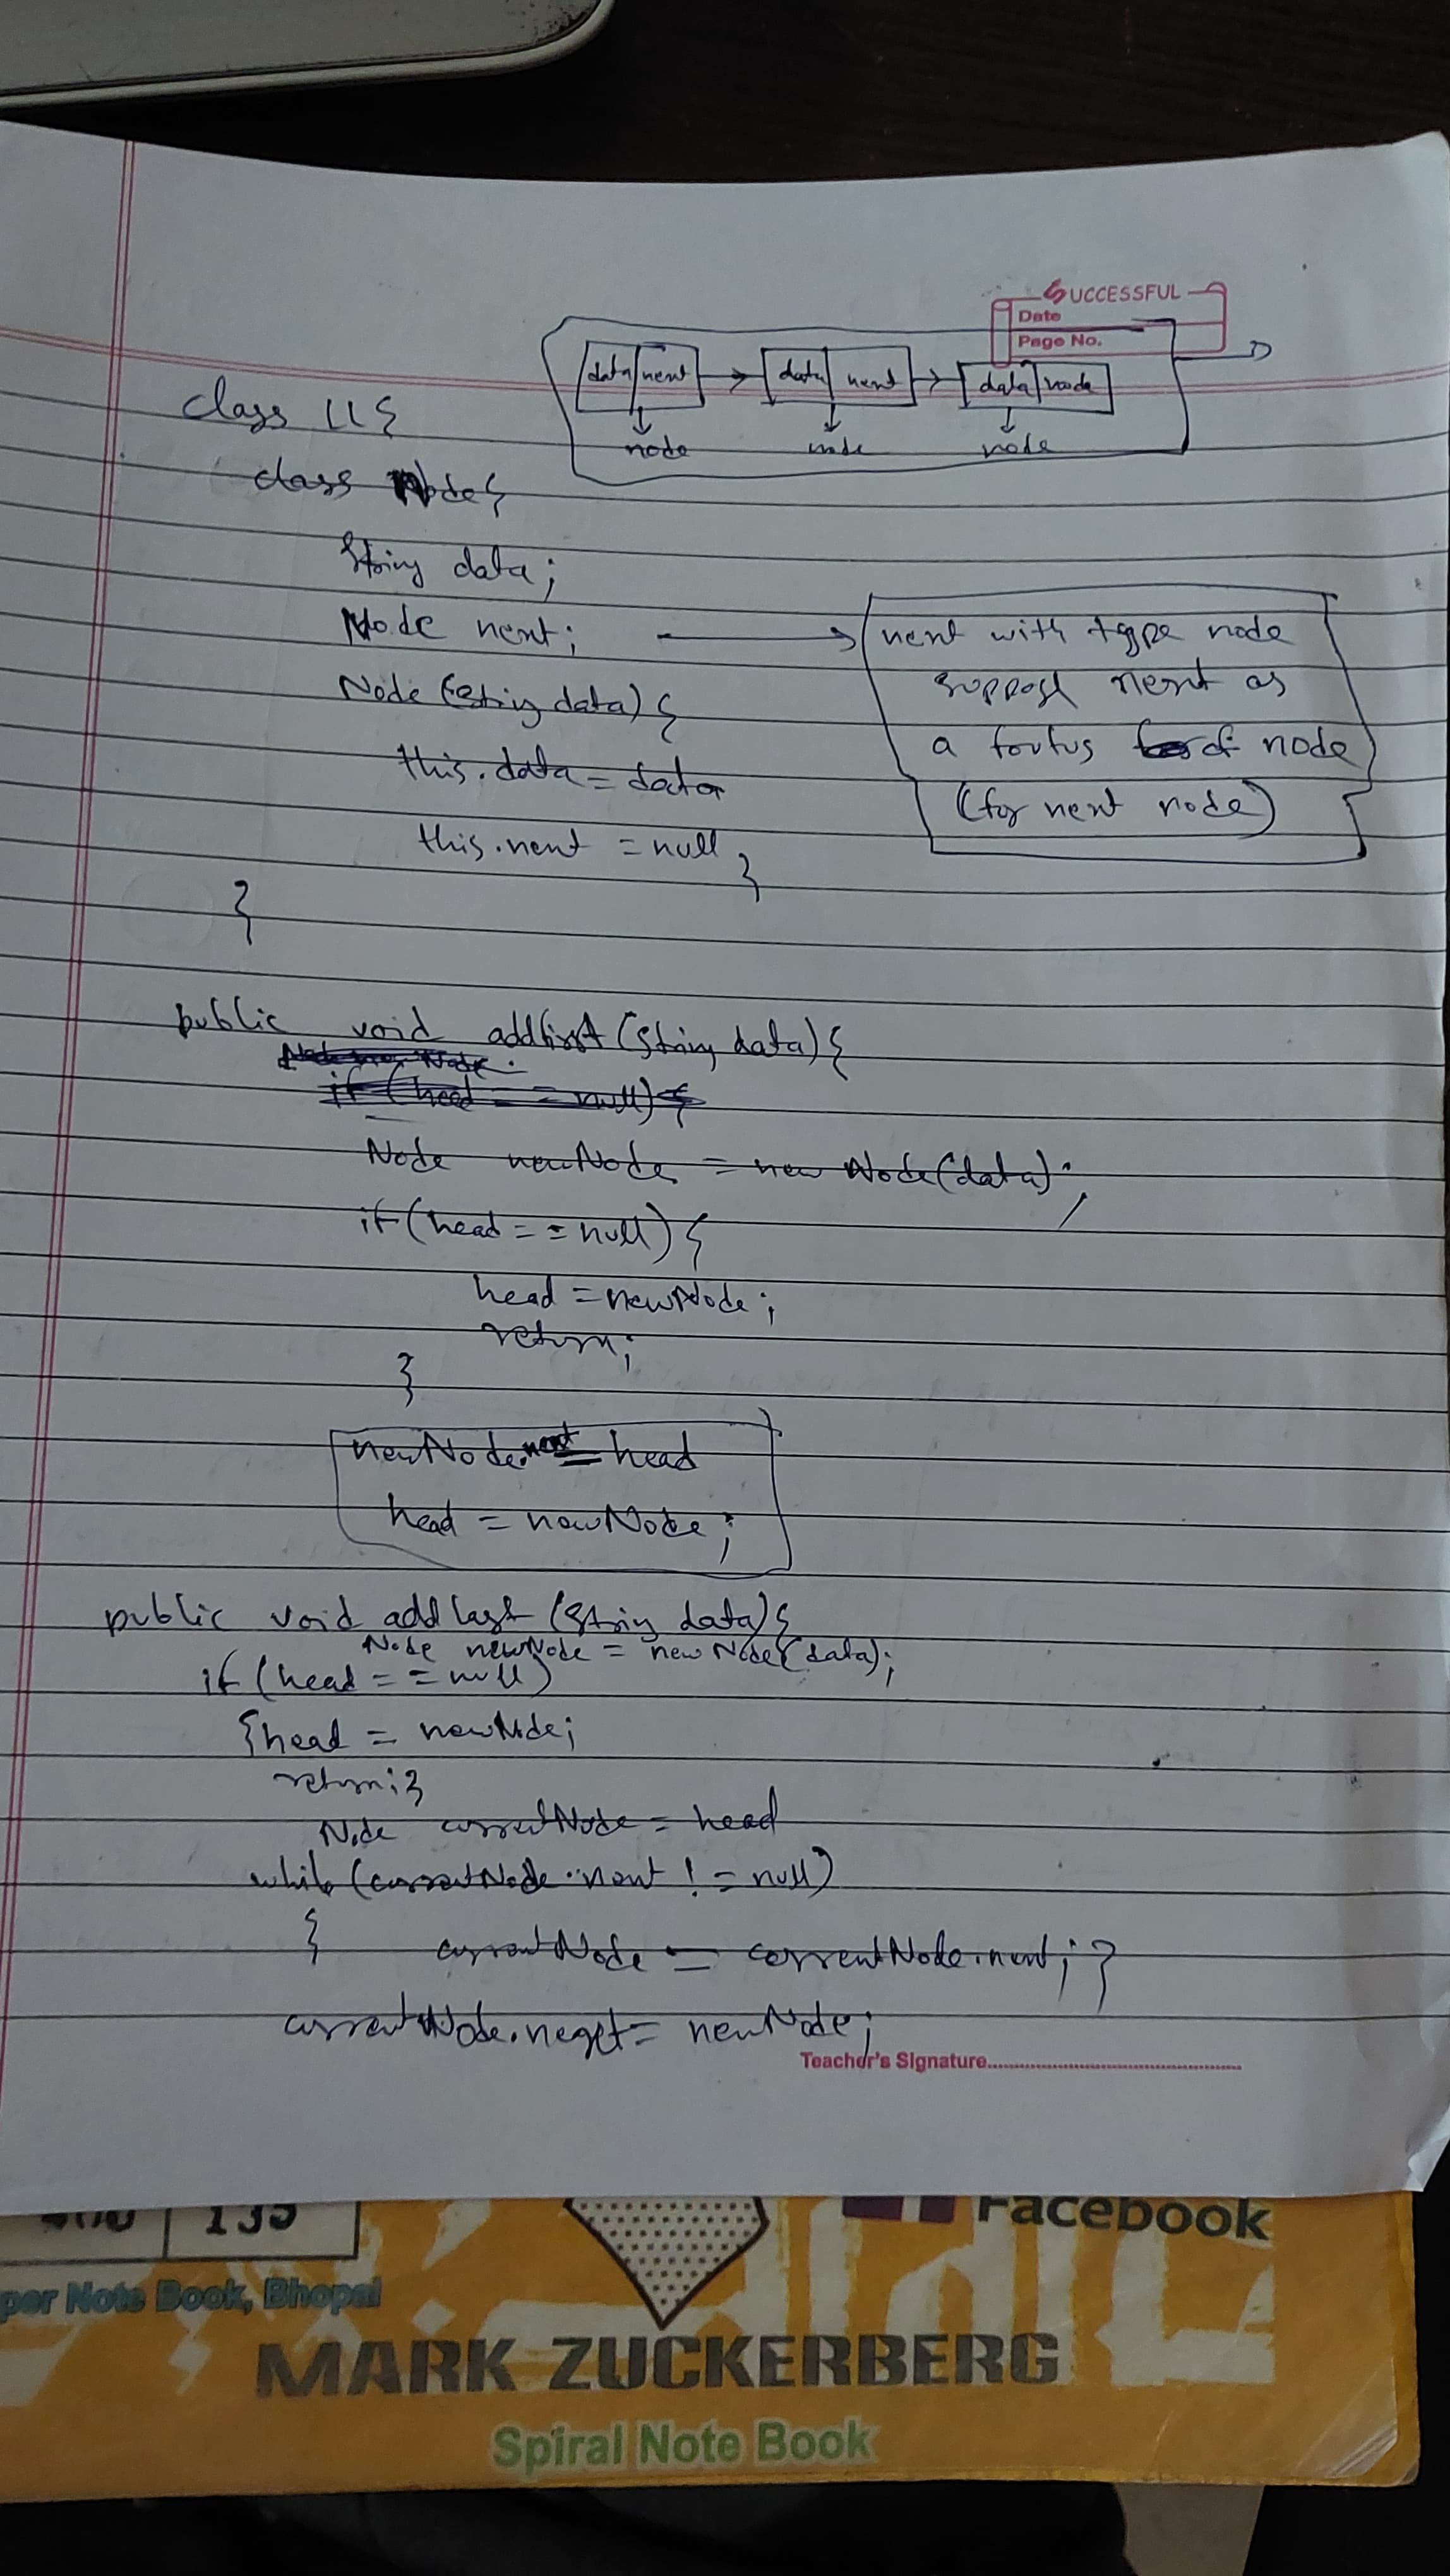 SUCCESSFUL
Date
Page No.
data | next → data | next → data | node
node node node
class LL{
class Node{
String data;
Node next;
next with type node
suppose next as
a of node
(for next node)
Node (String data) {
this.data = data
this.next = null }
}
public void addfirst (String data) {
if (head == null) {
Node newNode = new Node(data);
if (head == null) {
head = newNode;
return;
}
newNode.next = head
head = newNode;
public void addlast (String data) {
Node newNode = new Node(data);
if (head == null)
{head = newNode;
return;}
Node currentNode = head
while (currentNode.next != null)
{ currentNode = currentNode.next; }
currentNode.next = newNode;
Teacher's Signature
135
Facebook
per Note Book, Bhopal
MARK ZUCKERBERG
Spiral Note Book